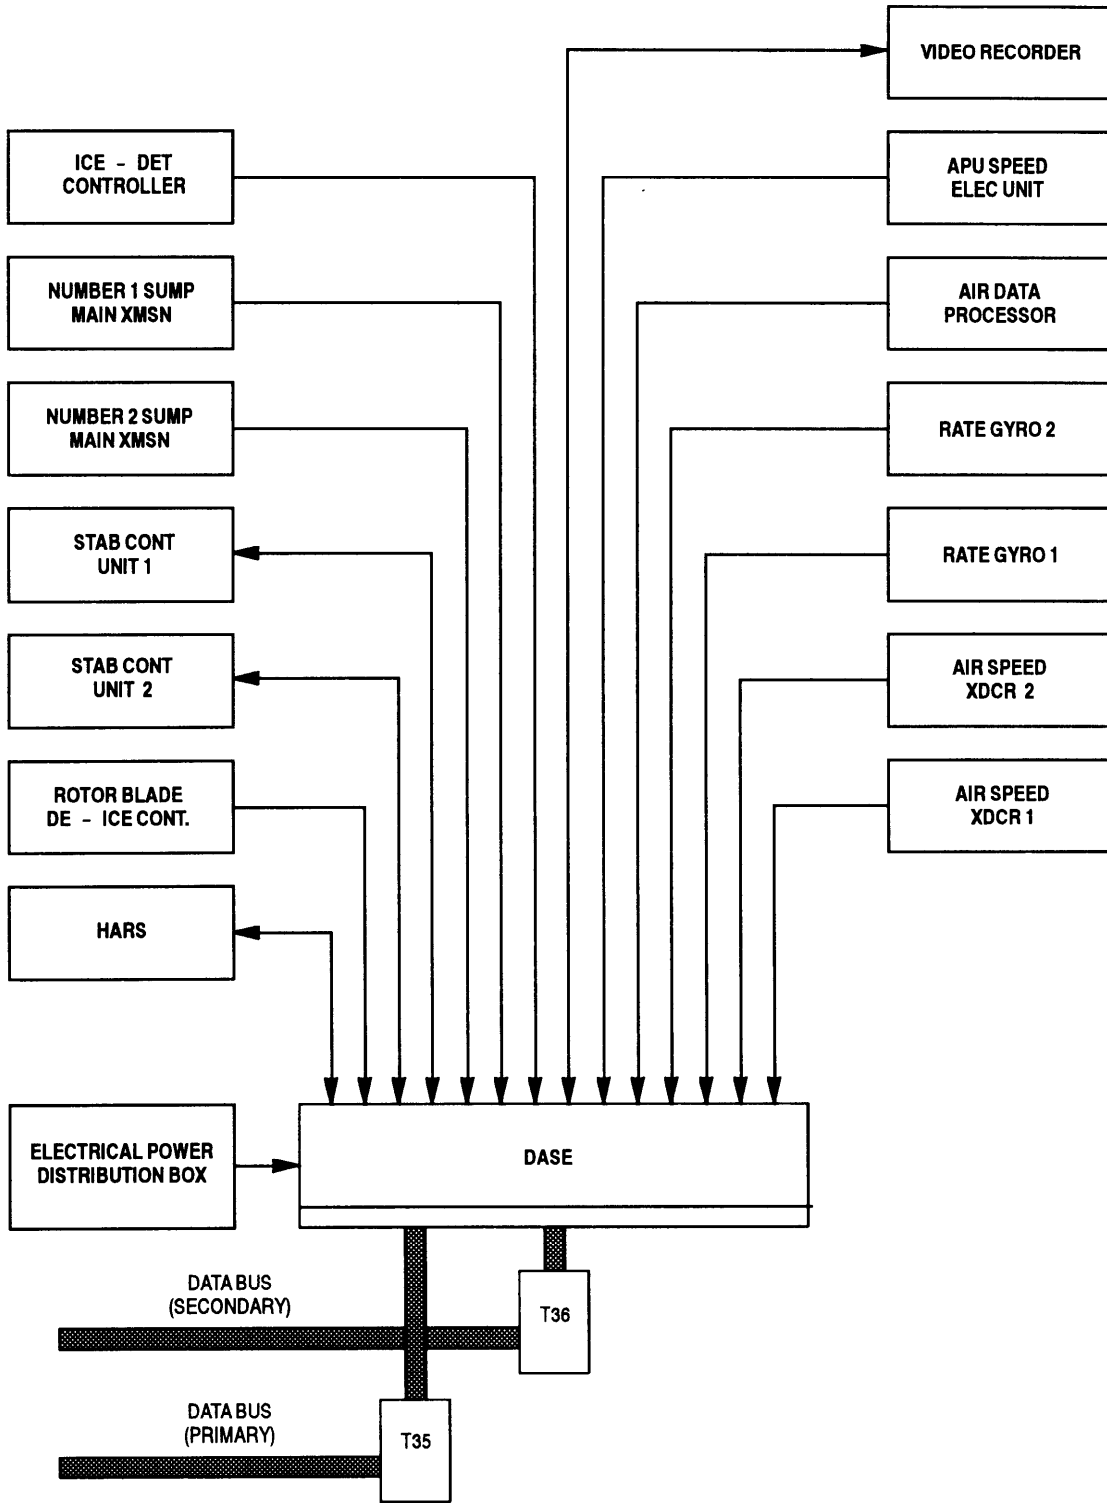 VIDEO RECORDER
ICE - DET
CONTROLLER
APU SPEED
ELEC UNIT
NUMBER 1 SUMP
MAIN XMSN
AIR DATA
PROCESSOR
NUMBER 2 SUMP
MAIN XMSN
RATE GYRO 2
STAB CONT
UNIT 1
RATE GYRO 1
STAB CONT
UNIT 2
AIR SPEED
XDCR 2
ROTOR BLADE
DE - ICE CONT.
AIR SPEED
XDCR 1
HARS
ELECTRICAL POWER
DISTRIBUTION BOX
DASE
DATA BUS
(SECONDARY)
T36
DATA BUS
(PRIMARY)
T35